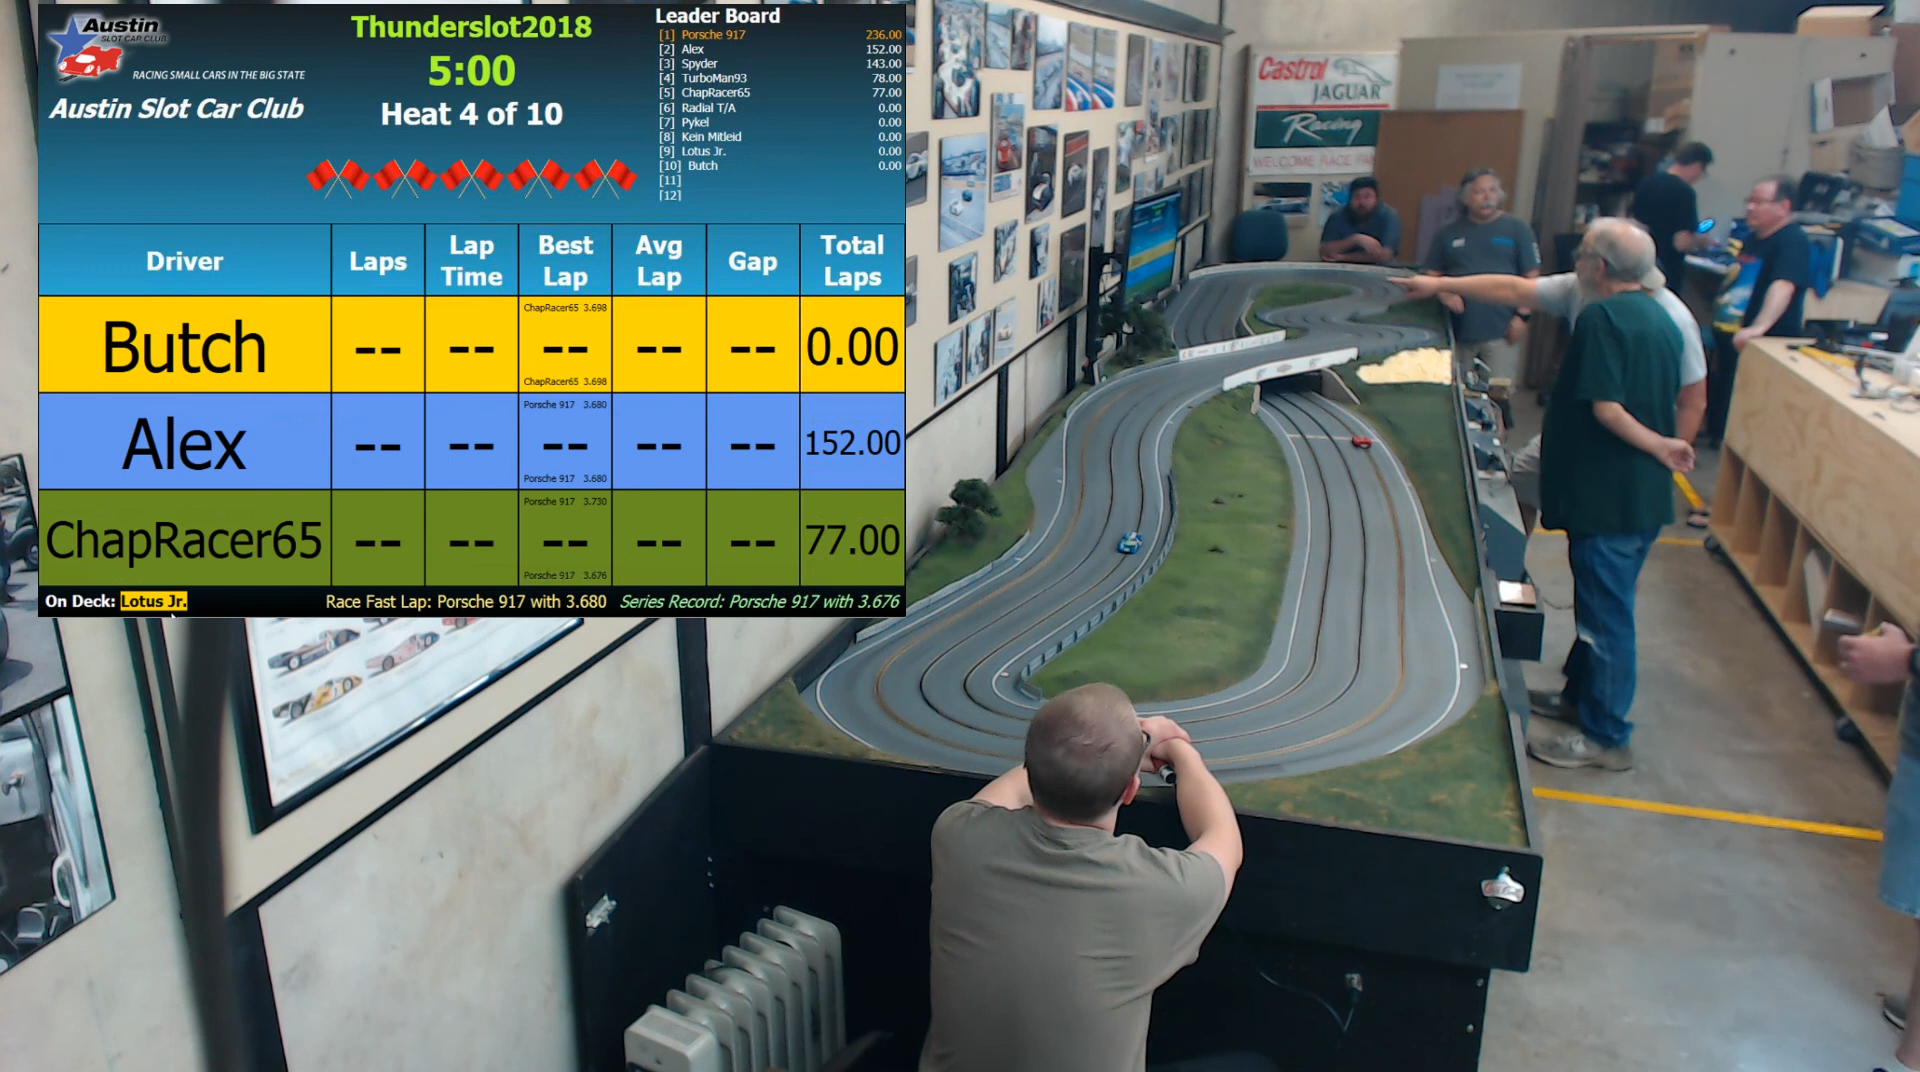 Austin
SLOT CAR CLUB
RACING SMALL CARS IN THE BIG STATE
Austin Slot Car Club
Thunderslot2018
5:00
Heat 4 of 10
Leader Board
[1] Porsche 917 236.00
[2] Alex 152.00
[3] Spyder 143.00
[4] TurboMan93 78.00
[5] ChapRacer65 77.00
[6] Radial T/A 0.00
[7] Pykel 0.00
[8] Kein Mitleid 0.00
[9] Lotus Jr. 0.00
[10] Butch 0.00
[11]
[12]
Driver Laps Lap Time Best Lap Avg Lap Gap Total Laps
ChapRacer65 3.698
Butch -- -- -- -- -- 0.00
ChapRacer65 3.698
Porsche 917 3.680
Alex -- -- -- -- -- 152.00
Porsche 917 3.680
Porsche 917 3.730
ChapRacer65 -- -- -- -- -- 77.00
Porsche 917 3.676
On Deck: Lotus Jr. Race Fast Lap: Porsche 917 with 3.680 Series Record: Porsche 917 with 3.676
Castrol
JAGUAR
Racing
WELCOME RACE FA